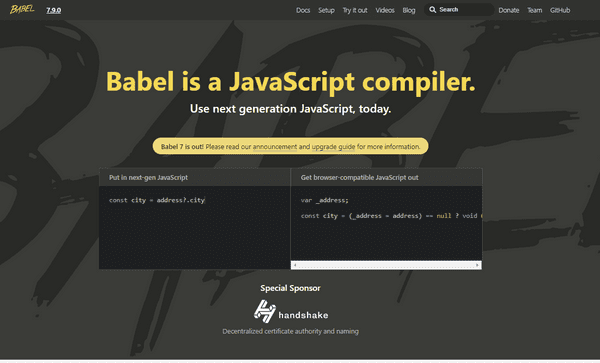 BABEL 7.9.0 Docs Setup Try it out Videos Blog Search Donate Team GitHub
Babel is a JavaScript compiler.
Use next generation JavaScript, today.
Babel 7 is out! Please read our announcement and upgrade guide for more information.
Put in next-gen JavaScript
const city = address?.city
Get browser-compatible JavaScript out
var _address;
const city = (_address = address) == null ? void
Special Sponsor
handshake
Decentralized certificate authority and naming